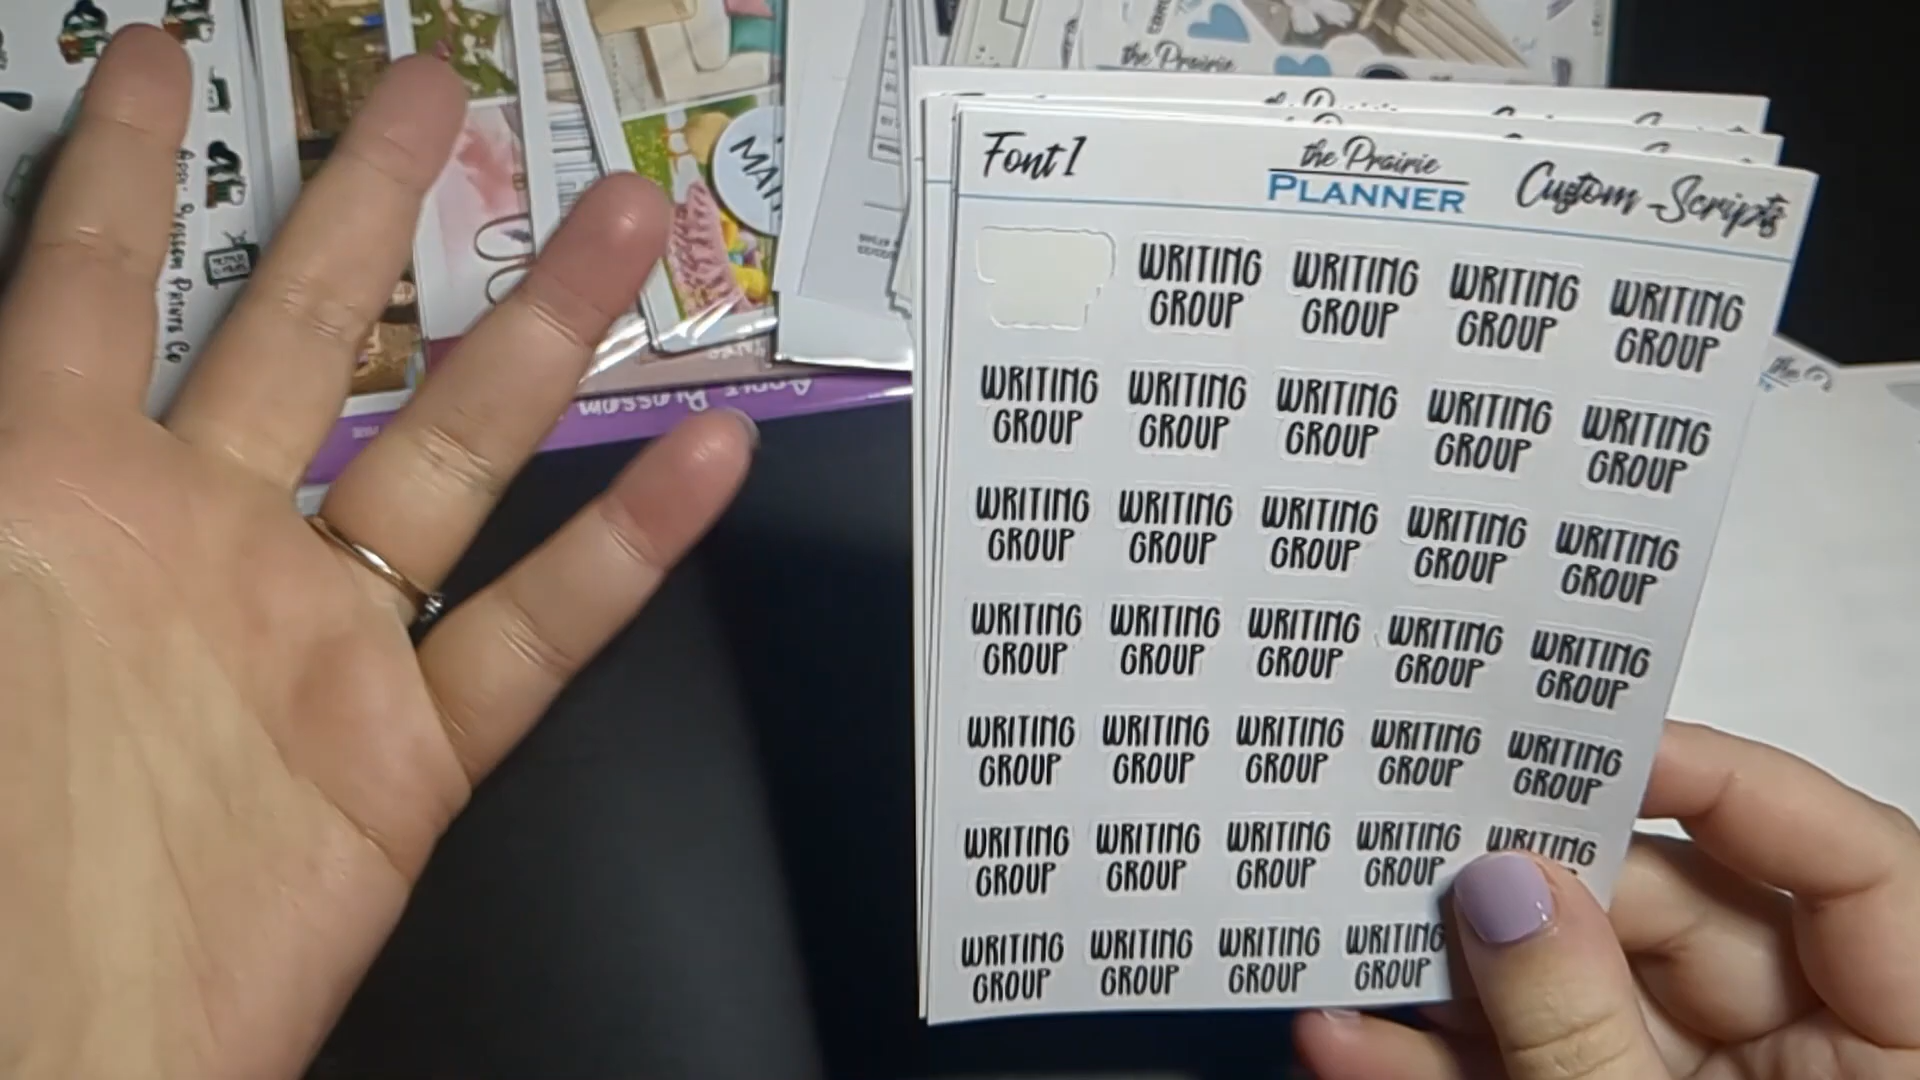 the Prairie
MAI
Apple Blossom Prints Co
Font 1
the Prairie
PLANNER
Custom Scripts
WRITING WRITING WRITING WRITING
GROUP GROUP GROUP GROUP
WRITING WRITING WRITING WRITING WRITING
GROUP GROUP GROUP GROUP GROUP
WRITING WRITING WRITING WRITING WRITING
GROUP GROUP GROUP GROUP GROUP
WRITING WRITING WRITING WRITING WRITING
GROUP GROUP GROUP GROUP GROUP
WRITING WRITING WRITING WRITING WRITING
GROUP GROUP GROUP GROUP GROUP
WRITING WRITING WRITING WRITING WRITING
GROUP GROUP GROUP GROUP
WRITING WRITING WRITING WRITING
GROUP GROUP GROUP GROUP